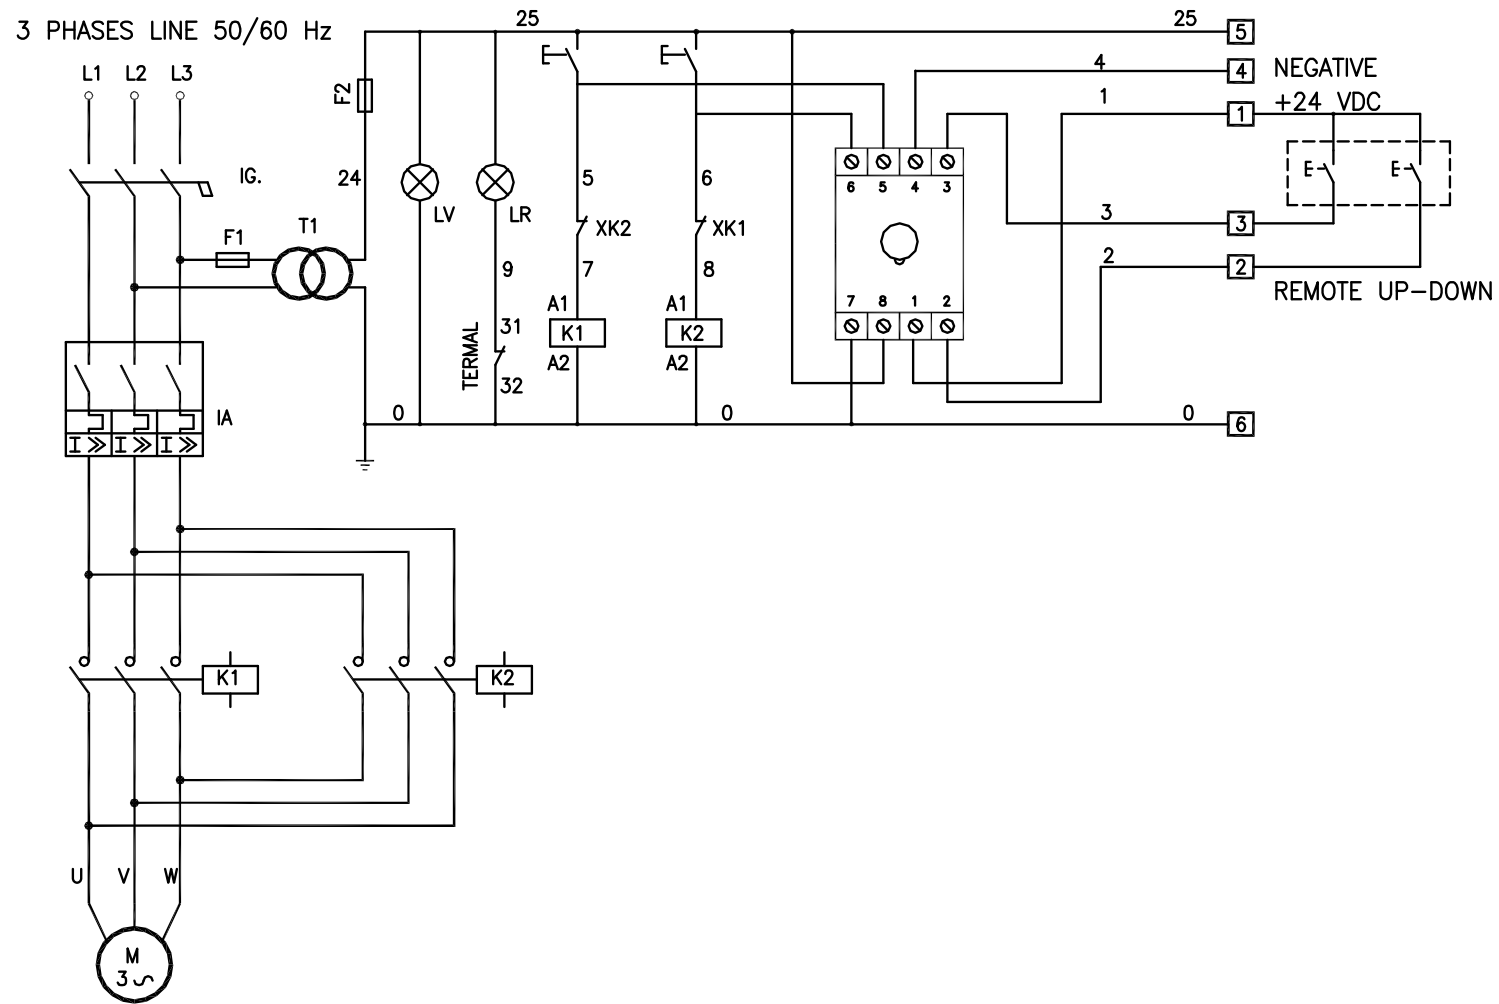 3 PHASES LINE 50/60 Hz
L1 L2 L3
IG.
F1
T1
F2
24
25
25
5
4
4
NEGATIVE
1
1
+24 VDC
3
3
2
2
REMOTE UP-DOWN
LV
LR
9
TERMAL
31
32
5
XK2
7
A1
K1
A2
6
XK1
8
A1
K2
A2
6 5 4 3
7 8 1 2
E
E
0
0
0
6
IA
I I I
K1
K2
U V W
M
3